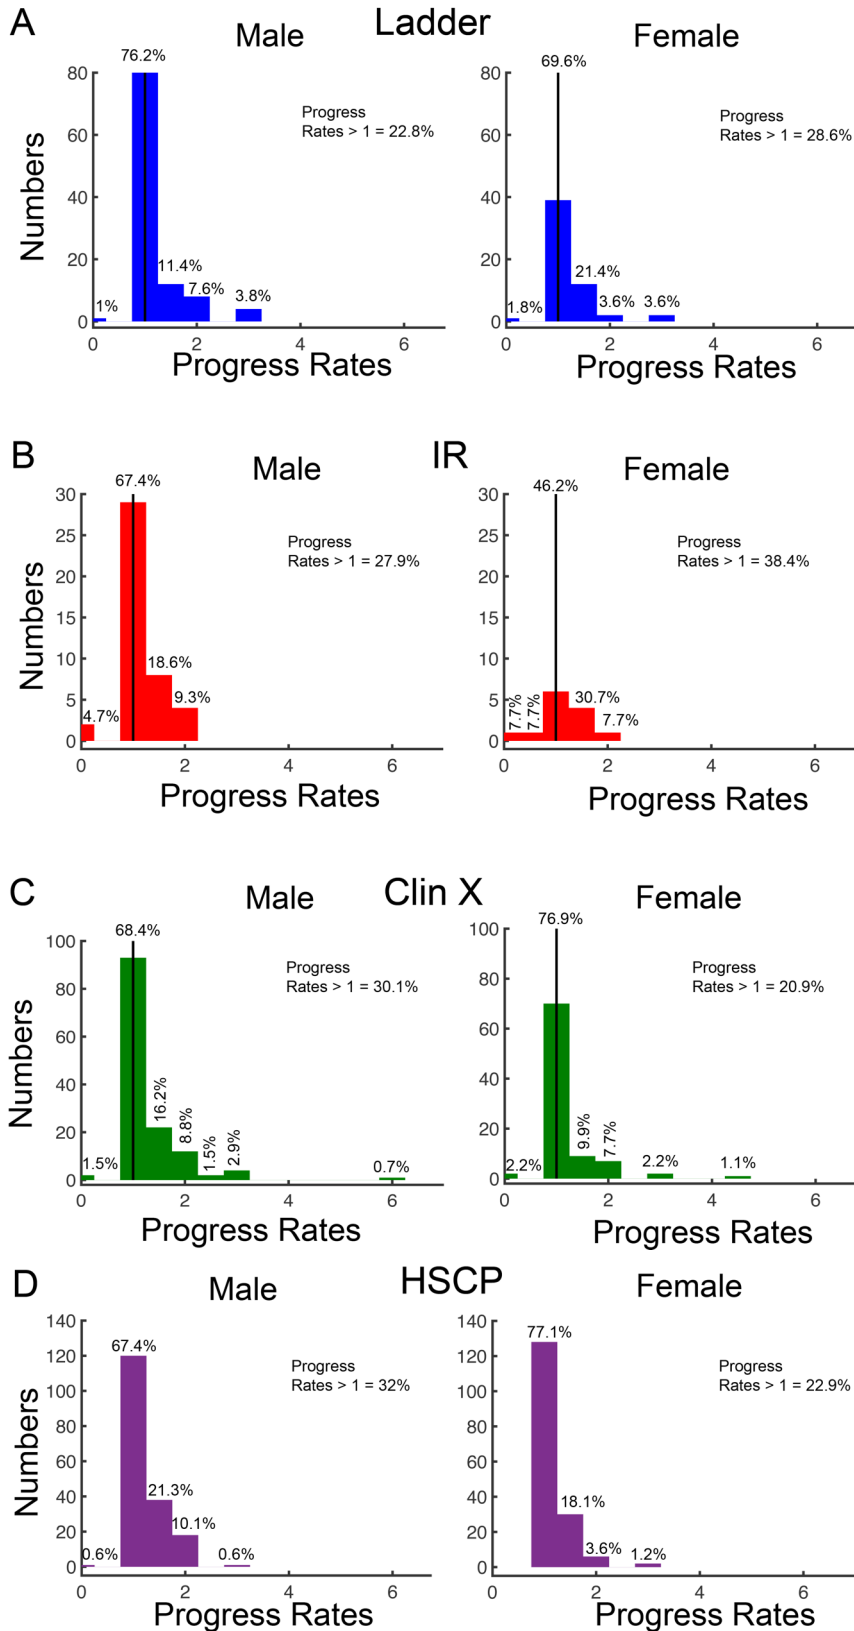 A
Ladder
Male
Female
76.2%
69.6%
Numbers
80
60
40
20
0
Progress
Rates > 1 = 22.8%
11.4%
7.6%
3.8%
1%
0 2 4 6
Progress Rates
80
60
40
20
0
Progress
Rates > 1 = 28.6%
21.4%
3.6%
3.6%
1.8%
0 2 4 6
Progress Rates
B
IR
Male
Female
67.4%
46.2%
Numbers
30
25
20
15
10
5
0
Progress
Rates > 1 = 27.9%
18.6%
9.3%
4.7%
0 2 4 6
Progress Rates
30
25
20
15
10
5
0
Progress
Rates > 1 = 38.4%
7.7%
7.7%
30.7%
7.7%
0 2 4 6
Progress Rates
C
Clin X
Male
Female
68.4%
76.9%
Numbers
100
80
60
40
20
0
Progress
Rates > 1 = 30.1%
1.5%
16.2%
8.8%
1.5%
2.9%
0.7%
0 2 4 6
Progress Rates
100
80
60
40
20
0
Progress
Rates > 1 = 20.9%
2.2%
9.9%
7.7%
2.2%
1.1%
0 2 4 6
Progress Rates
D
HSCP
Male
Female
67.4%
77.1%
Numbers
140
120
100
80
60
40
20
0
Progress
Rates > 1 = 32%
21.3%
10.1%
0.6%
0.6%
0 2 4 6
Progress Rates
140
120
100
80
60
40
20
0
Progress
Rates > 1 = 22.9%
18.1%
3.6%
1.2%
0 2 4 6
Progress Rates